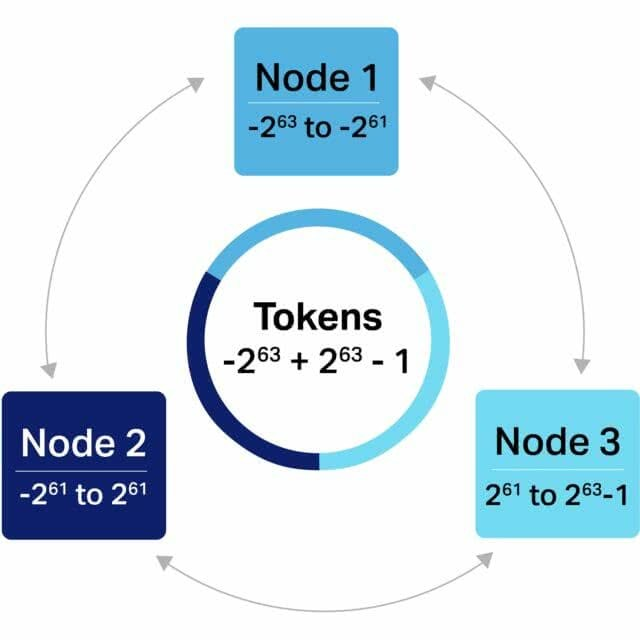 Node 1
-2⁶³ to -2⁶¹
Tokens
-2⁶³ + 2⁶³ - 1
Node 2
-2⁶¹ to 2⁶¹
Node 3
2⁶¹ to 2⁶³-1